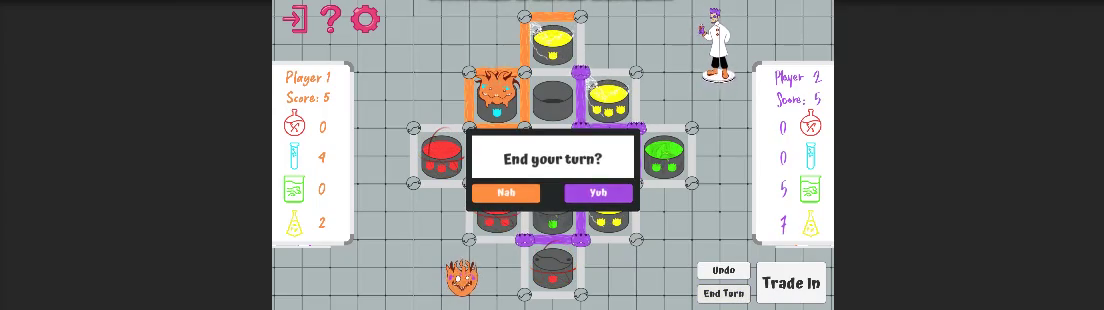 ?
Player 1
Score: 5
0
4
0
2
Player 2
Score: 5
0
0
5
7
End your turn?
Nah
Yuh
Undo
End Turn
Trade In